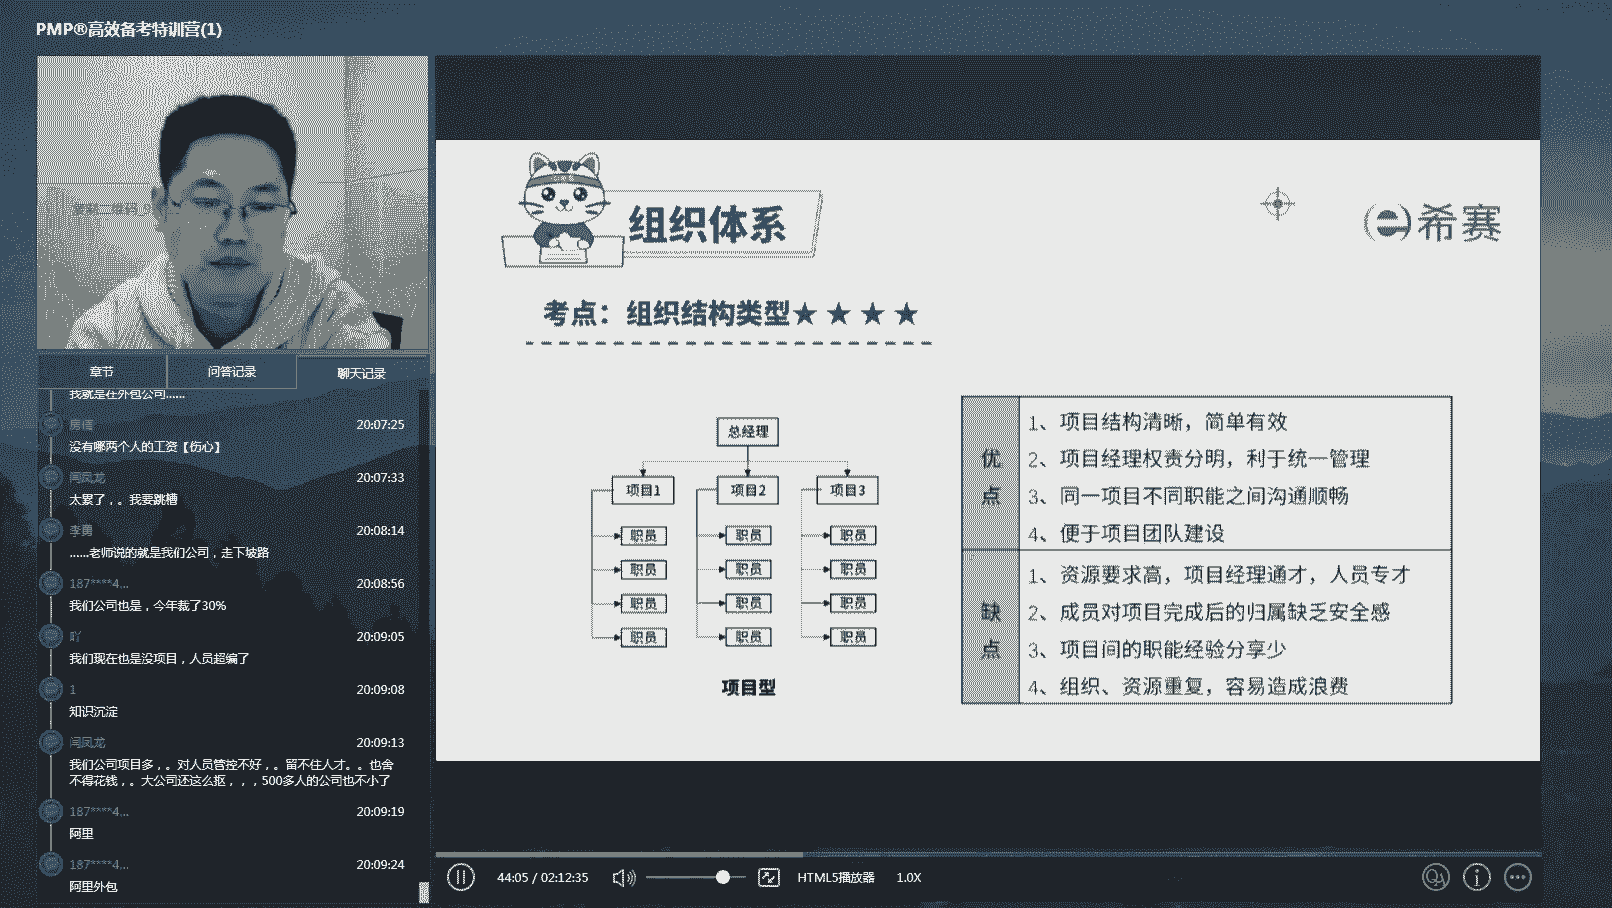 PMP®高效备考特训营(1)
章节
问答记录
聊天记录
我就是在外包公司......
房倩
20:07:25
没有哪两个人的工资【伤心】
闫凤龙
20:07:33
太累了，。我要跳槽
李勇
20:08:14
......老师说的就是我们公司，走下坡路
187****4...
20:08:56
我们公司也是，今年裁了30%
吖
20:09:05
我们现在也是没项目，人员超编了
1
20:09:08
知识沉淀
闫凤龙
20:09:13
我们公司项目多，。对人员管控不好，。留不住人才。。也舍
不得花钱，。大公司还这么抠，，，500多人的公司也不小了
187****4...
20:09:19
阿里
187****4...
20:09:24
阿里外包
组织体系
希赛
考点：组织结构类型★★★★
总经理
项目1
项目2
项目3
职员
职员
职员
职员
职员
职员
职员
职员
职员
职员
职员
职员
项目型
优点
1、项目结构清晰，简单有效
2、项目经理权责分明，利于统一管理
3、同一项目不同职能之间沟通顺畅
4、便于项目团队建设
缺点
1、资源要求高，项目经理通才，人员专才
2、成员对项目完成后的归属缺乏安全感
3、项目间的职能经验分享少
4、组织、资源重复，容易造成浪费
44:05 / 02:12:35
HTML5播放器
1.0X